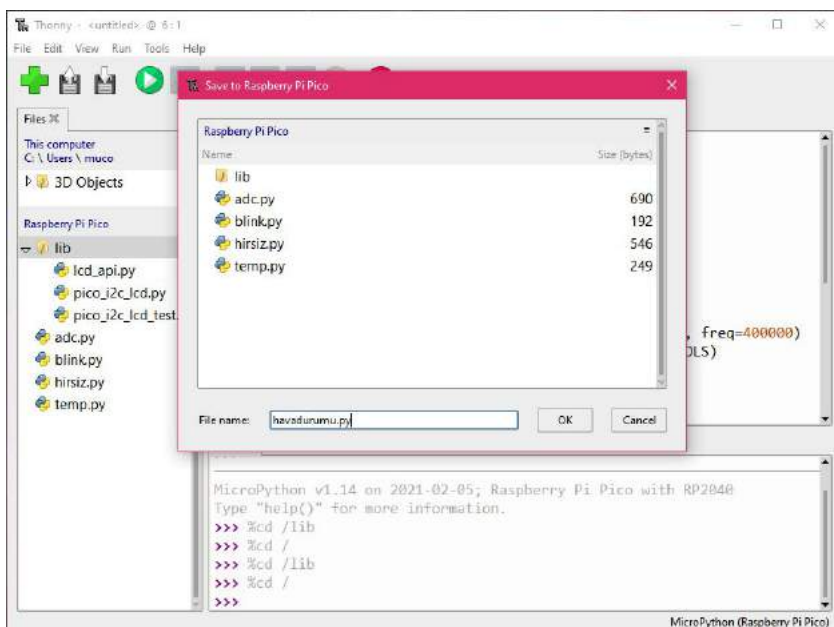 Thonny - <untitled> @ 6:1
File Edit View Run Tools Help
Save to Raspberry Pi Pico
Files
This computer
C: \ Users \ muco
3D Objects
Raspberry Pi Pico
lib
lcd_api.py
pico_i2c_lcd.py
pico_i2c_lcd_test.
adc.py
blink.py
hirsiz.py
temp.py
Raspberry Pi Pico
Name Size (bytes)
lib
adc.py 690
blink.py 192
hirsiz.py 546
temp.py 249
File name: havadurumu.py OK Cancel
, freq=400000)
OLS)
MicroPython v1.14 on 2021-02-05; Raspberry Pi Pico with RP2040
Type "help()" for more information.
>>> %cd /lib
>>> %cd /
>>> %cd /lib
>>> %cd /
>>>
MicroPython (Raspberry Pi Pico)